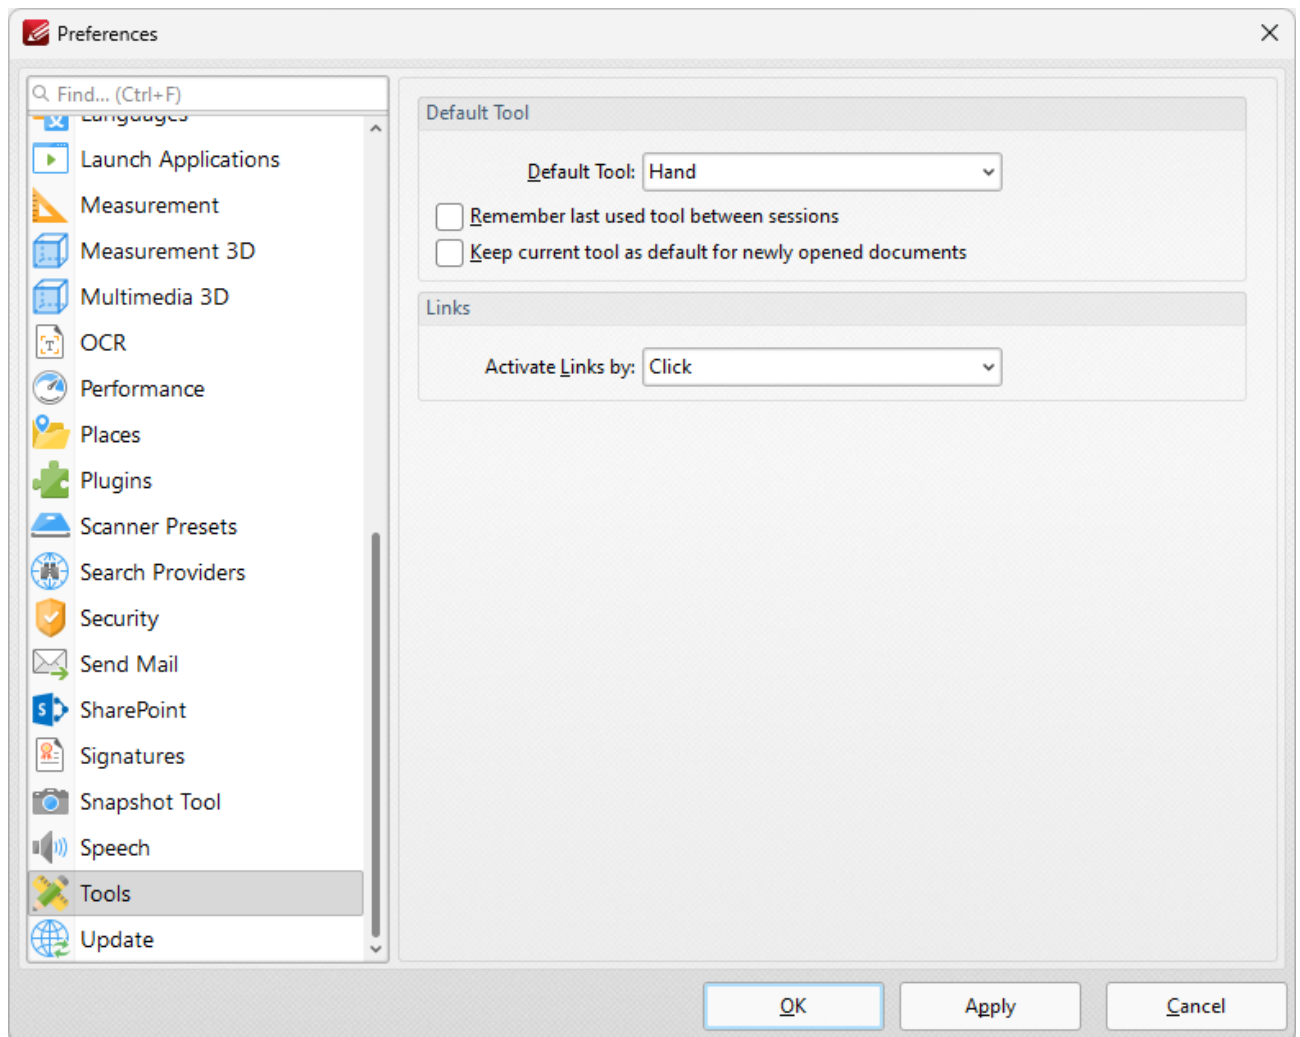 Preferences
Find... (Ctrl+F)
Languages
Launch Applications
Measurement
Measurement 3D
Multimedia 3D
OCR
Performance
Places
Plugins
Scanner Presets
Search Providers
Security
Send Mail
SharePoint
Signatures
Snapshot Tool
Speech
Tools
Update
Default Tool
Default Tool: Hand
Remember last used tool between sessions
Keep current tool as default for newly opened documents
Links
Activate Links by: Click
OK Apply Cancel